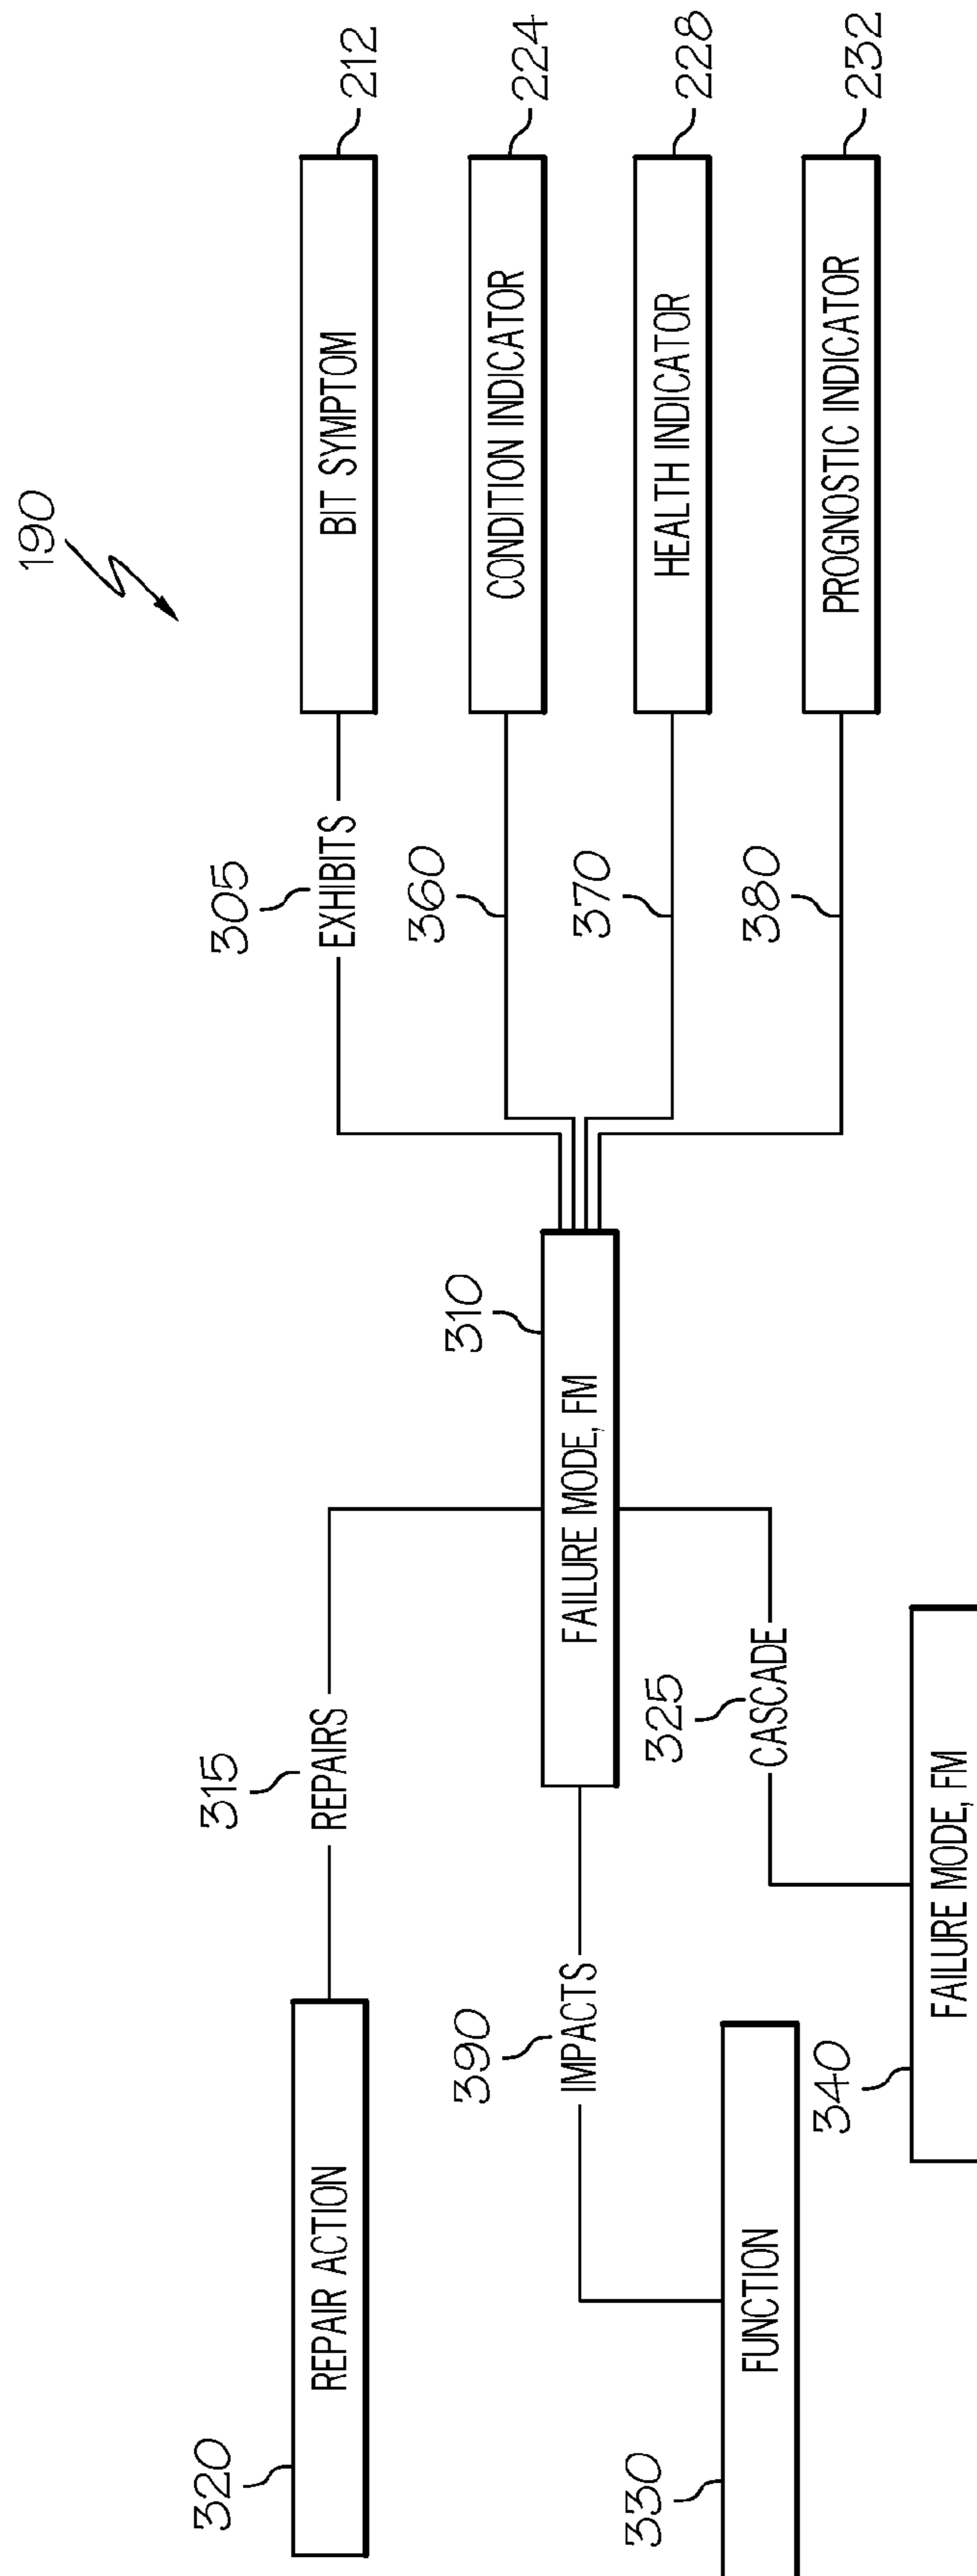 190
212
BIT SYMPTOM
305
EXHIBITS
224
CONDITION INDICATOR
360
228
HEALTH INDICATOR
370
232
PROGNOSTIC INDICATOR
380
310
FAILURE MODE, FM
315
REPAIRS
320
REPAIR ACTION
390
IMPACTS
330
FUNCTION
325
CASCADE
340
FAILURE MODE, FM